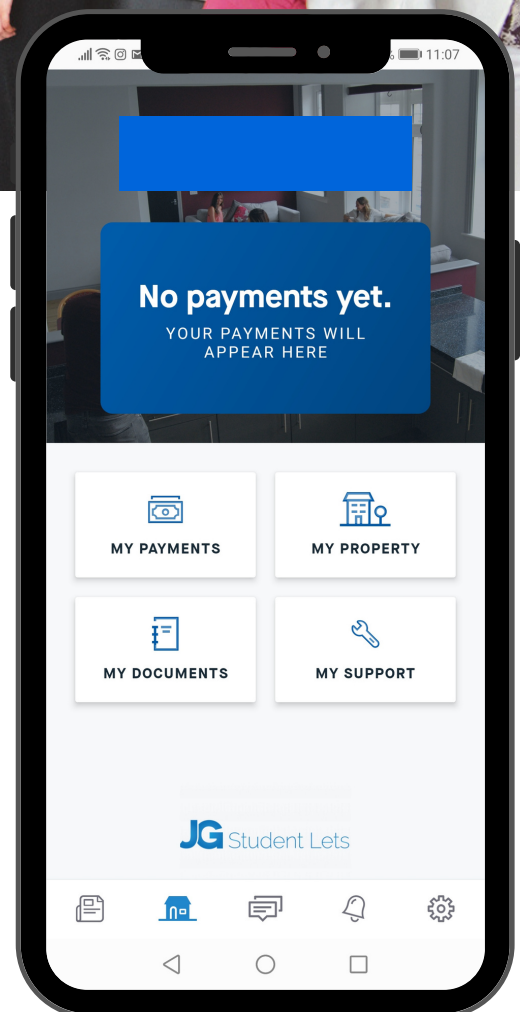 11:07
No payments yet.
YOUR PAYMENTS WILL
APPEAR HERE
MY PAYMENTS
MY PROPERTY
MY DOCUMENTS
MY SUPPORT
JG Student Lets